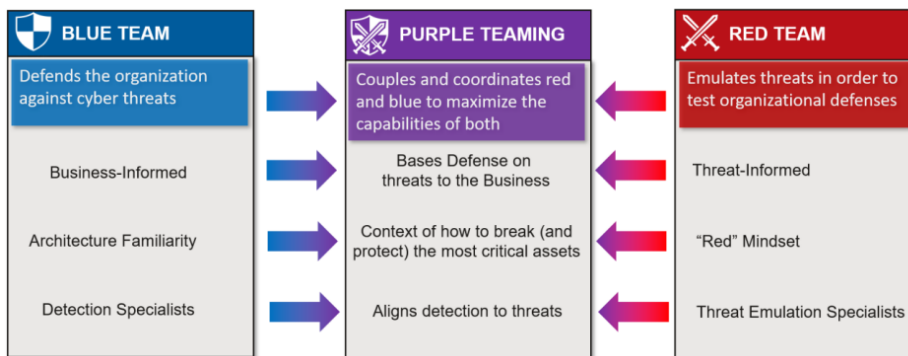 BLUE TEAM
Defends the organization
against cyber threats
Business-Informed
Architecture Familiarity
Detection Specialists
PURPLE TEAMING
Couples and coordinates red
and blue to maximize the
capabilities of both
Bases Defense on
threats to the Business
Context of how to break (and
protect) the most critical assets
Aligns detection to threats
RED TEAM
Emulates threats in order to
test organizational defenses
Threat-Informed
“Red” Mindset
Threat Emulation Specialists